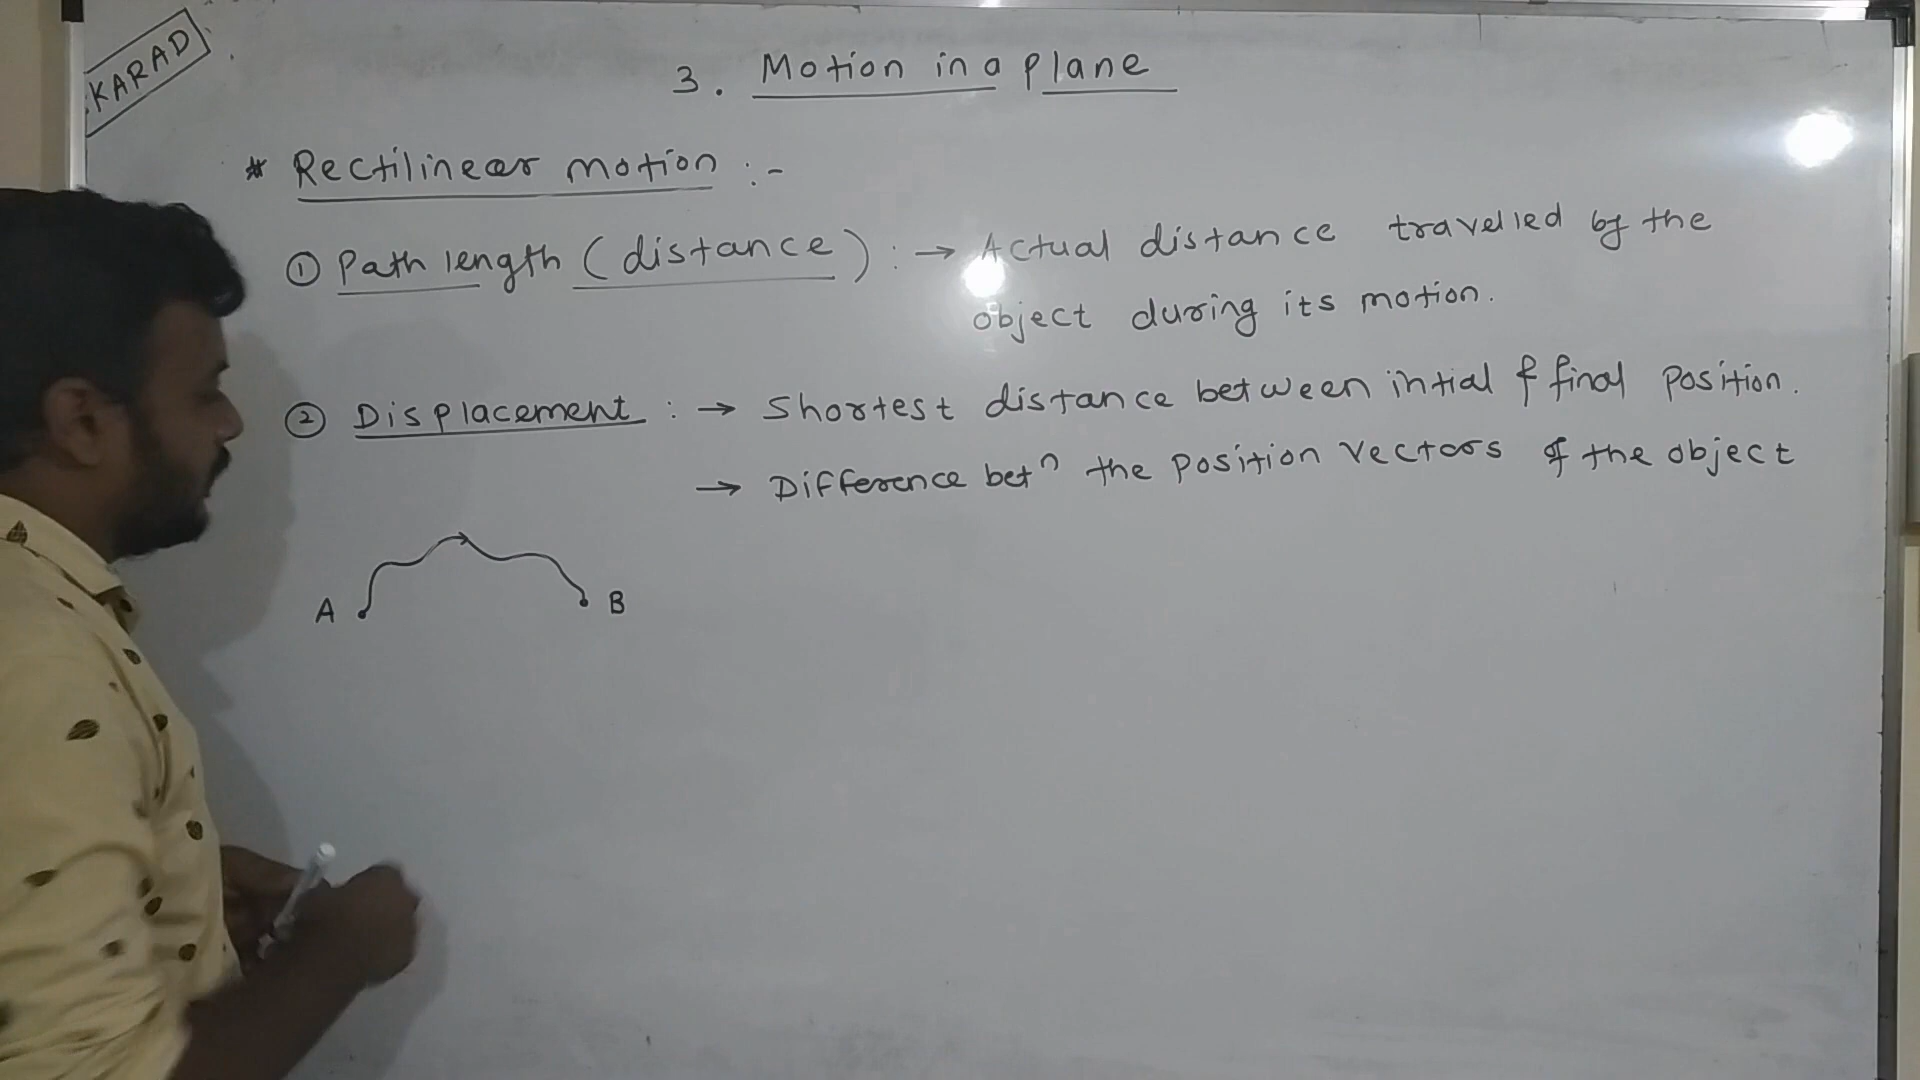 KARAD
3. Motion in a plane
* Rectilinear motion :-
① Path length (distance) : → Actual distance travelled by the
object during its motion.
② Displacement : → Shortest distance between intial & final position.
→ Difference betⁿ the position vectors of the object
A B